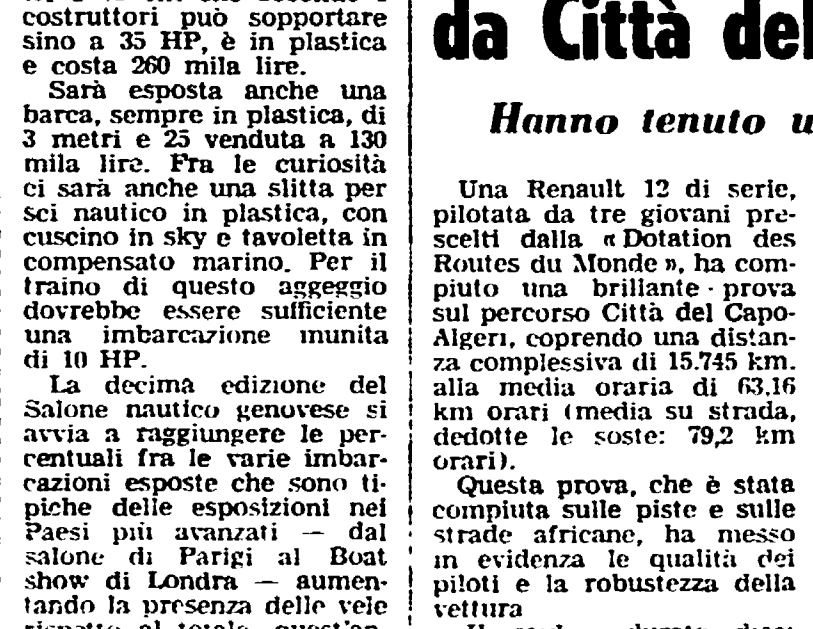 costruttori può sopportare
sino a 35 HP, è in plastica
e costa 260 mila lire.
Sarà esposta anche una
barca, sempre in plastica, di
3 metri e 25 venduta a 130
mila lire. Fra le curiosità
ci sarà anche una slitta per
sci nautico in plastica, con
cuscino in sky e tavoletta in
compensato marino. Per il
traino di questo aggeggio
dovrebbe essere sufficiente
una imbarcazione munita
di 10 HP.
La decima edizione del
Salone nautico genovese si
avvia a raggiungere le per-
centuali fra le varie imbar-
cazioni esposte che sono ti-
piche delle esposizioni nei
Paesi più avanzati — dal
salone di Parigi al Boat
show di Londra — aumen-
tando la presenza delle vele
rispetto al totale
da Città del
Hanno tenuto u
Una Renault 12 di serie,
pilotata da tre giovani pre-
scelti dalla « Dotation des
Routes du Monde », ha com-
piuto una brillante prova
sul percorso Città del Capo-
Algeri, coprendo una distan-
za complessiva di 15.745 km.
alla media oraria di 63,16
km orari (media su strada,
dedotte le soste: 79,2 km
orari).
Questa prova, che è stata
compiuta sulle piste e sulle
strade africane, ha messo
in evidenza le qualità dei
piloti e la robustezza della
vettura